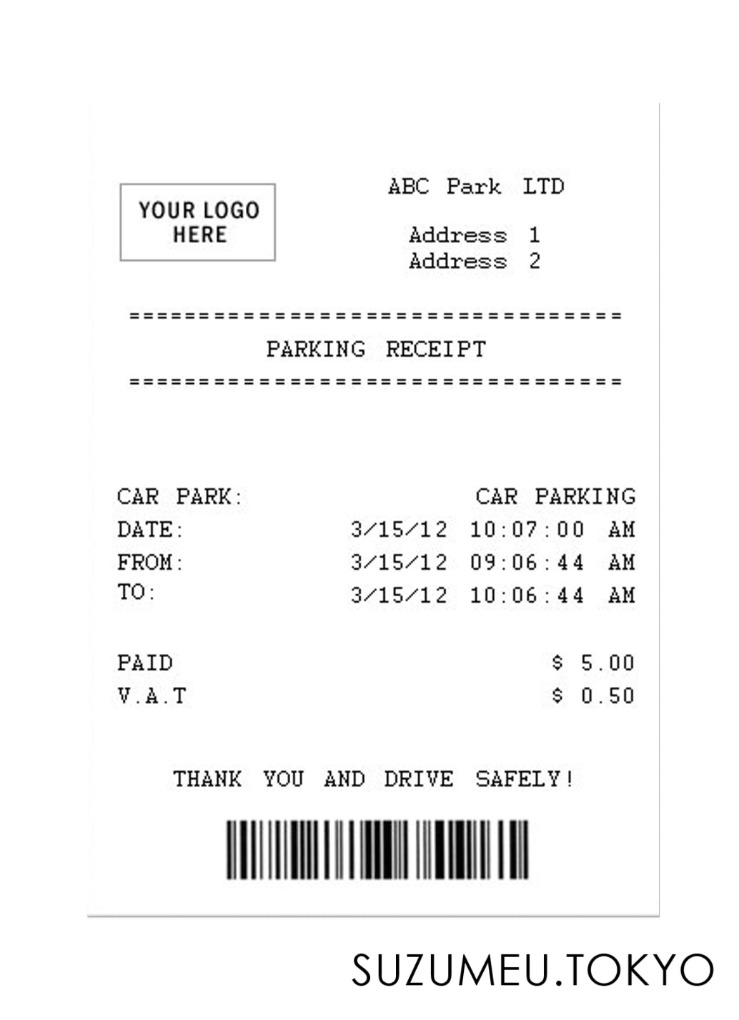 YOUR LOGO
HERE
ABC Park LTD
Address 1
Address 2
==================================
PARKING RECEIPT
==================================
CAR PARK: CAR PARKING
DATE: 3/15/12 10:07:00 AM
FROM: 3/15/12 09:06:44 AM
TO: 3/15/12 10:06:44 AM
PAID $ 5.00
V.A.T $ 0.50
THANK YOU AND DRIVE SAFELY!
SUZUMEU.TOKYO